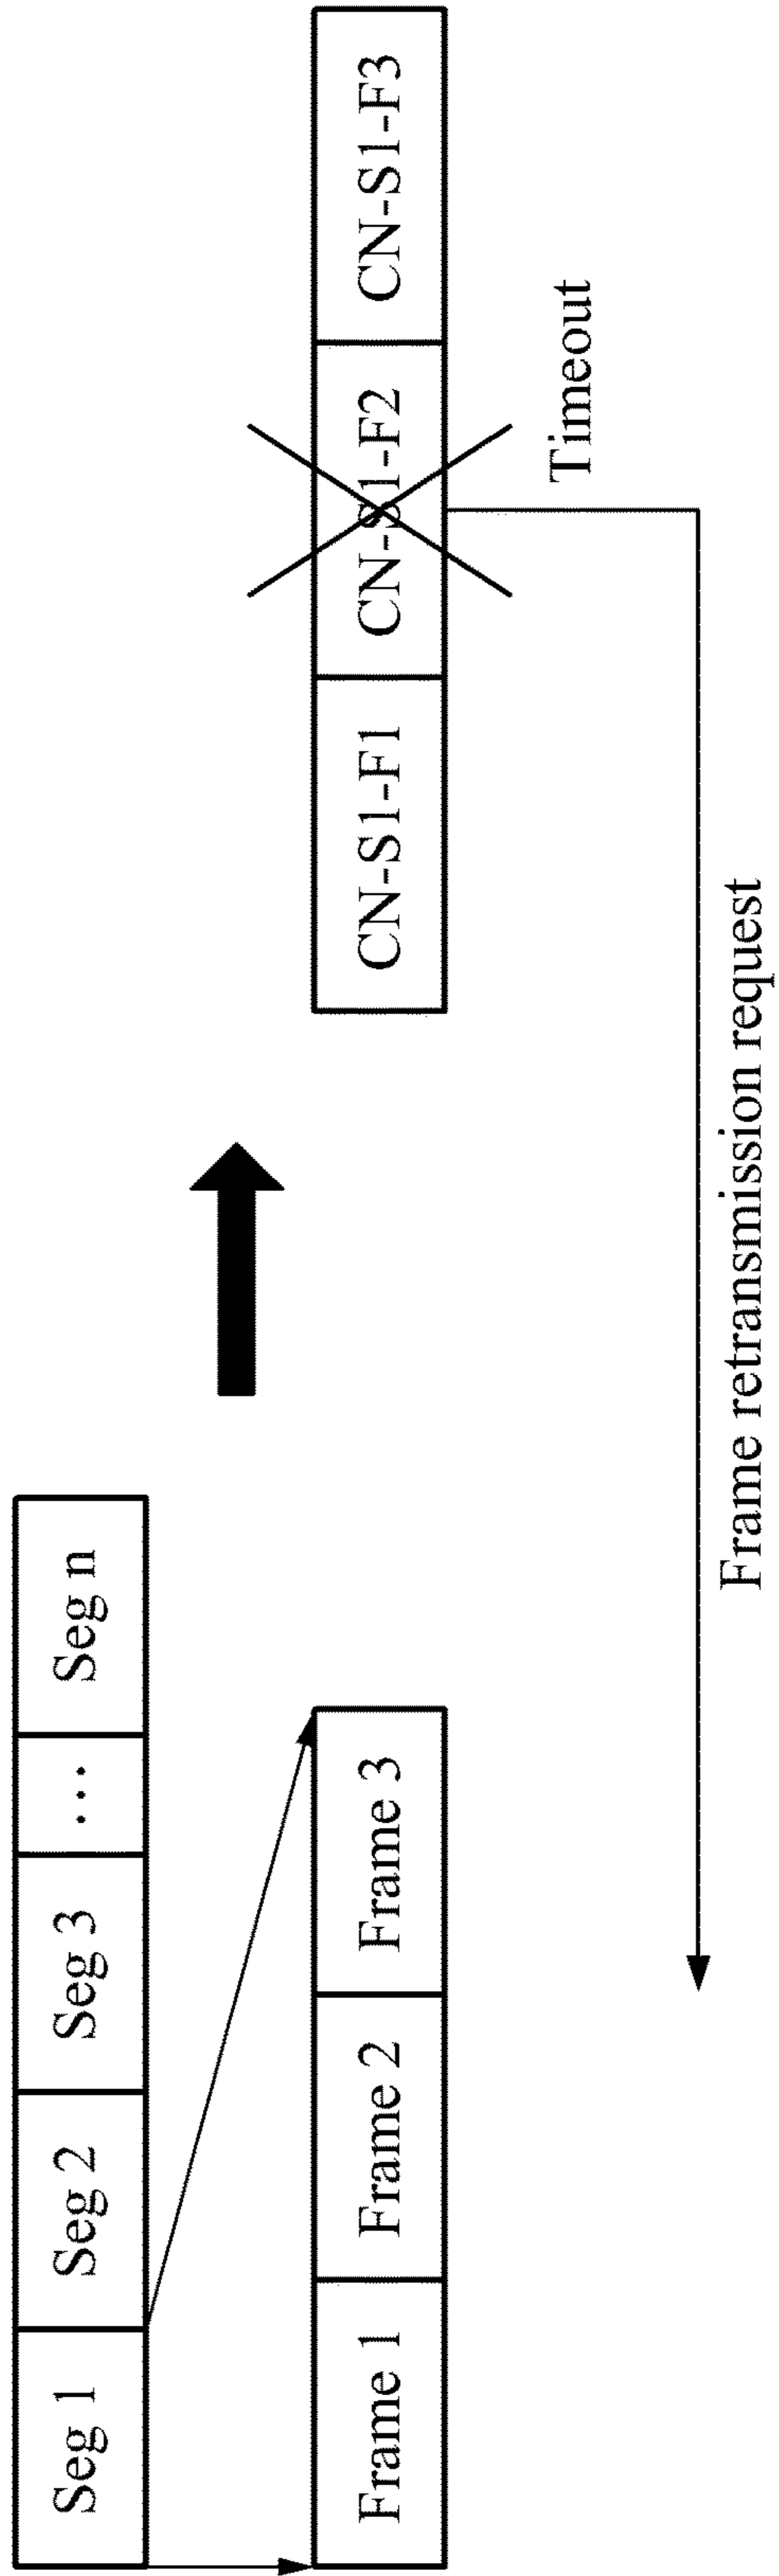 Seg 1 Seg 2 Seg 3 ... Seg n
Frame 1 Frame 2 Frame 3
CN-S1-F1 CN-S1-F2 CN-S1-F3
Timeout
Frame retransmission request